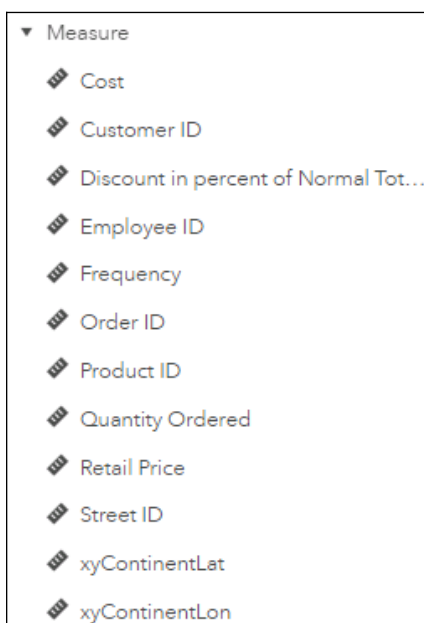 Measure
Cost
Customer ID
Discount in percent of Normal Tot...
Employee ID
Frequency
Order ID
Product ID
Quantity Ordered
Retail Price
Street ID
xyContinentLat
xyContinentLon